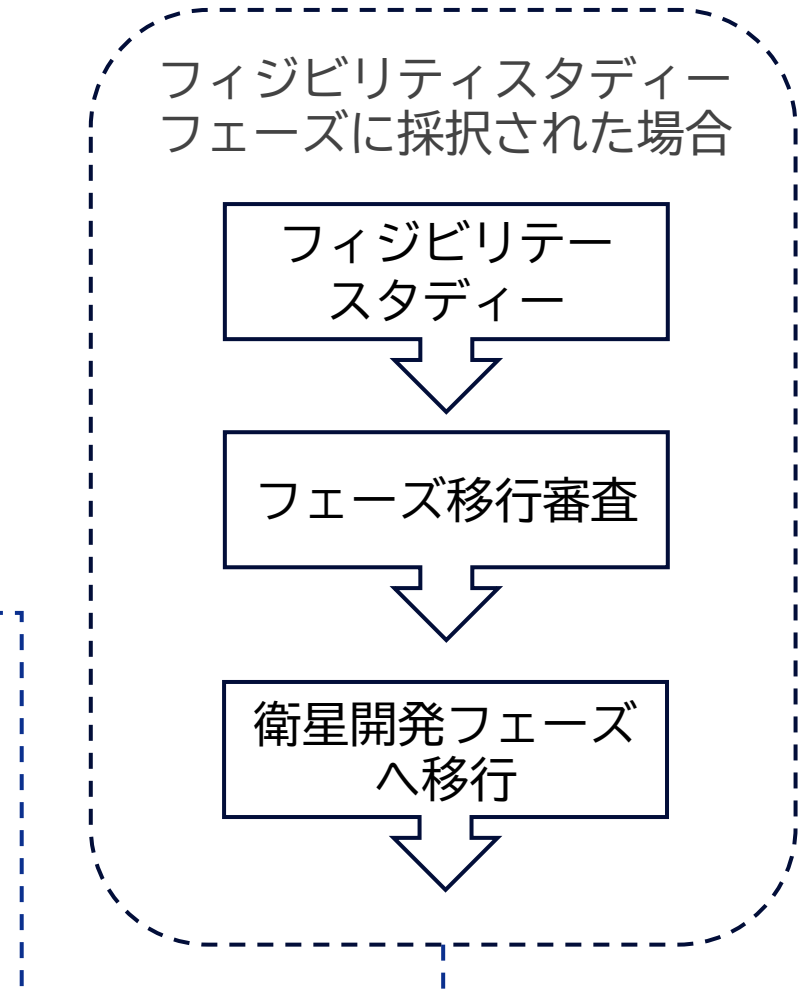 フィジビリティスタディー
フェーズに採択された場合
フィジビリテー
スタディー
フェーズ移行審査
衛星開発フェーズ
へ移行